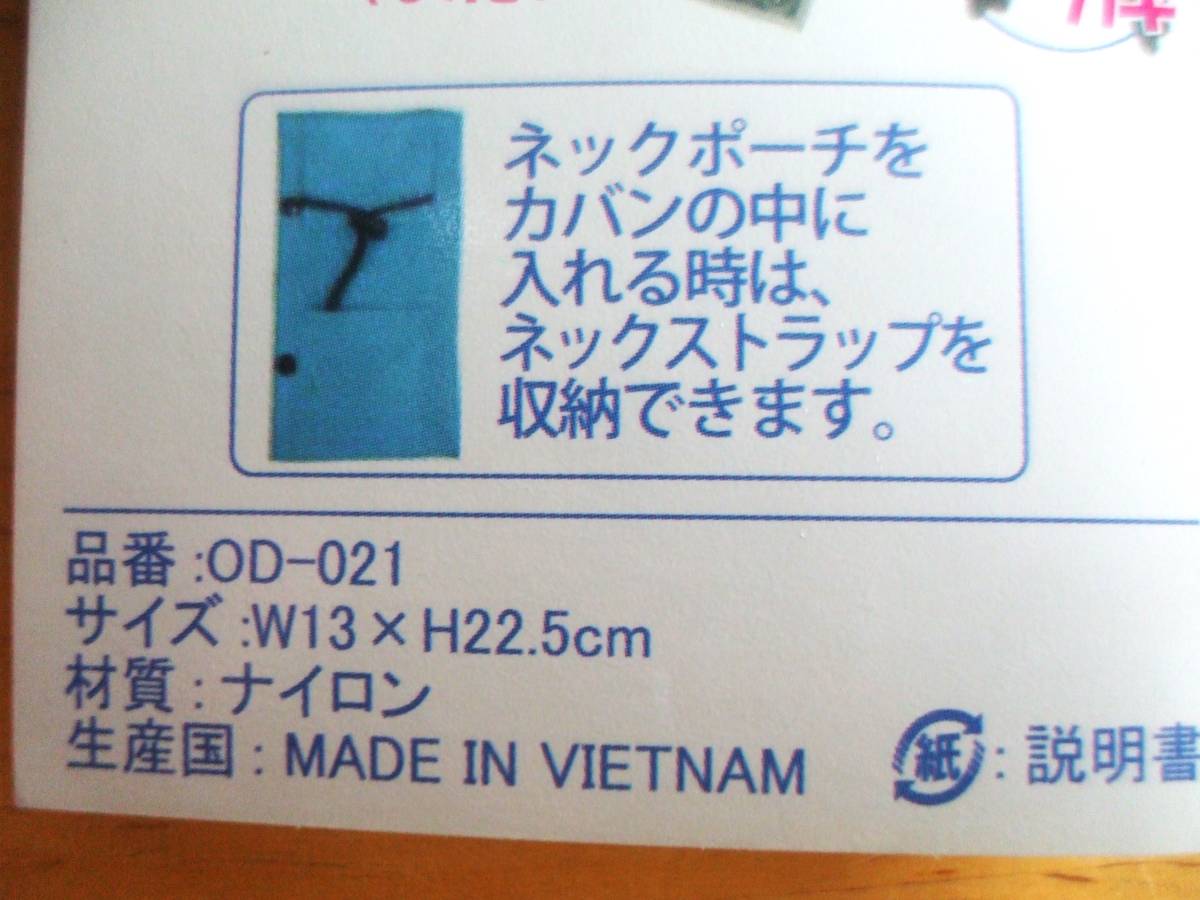 ネックポーチを
カバンの中に
入れる時は、
ネックストラップを
収納できます。
品番:OD-021
サイズ:W13×H22.5cm
材質:ナイロン
生産国:MADE IN VIETNAM
紙:説明書